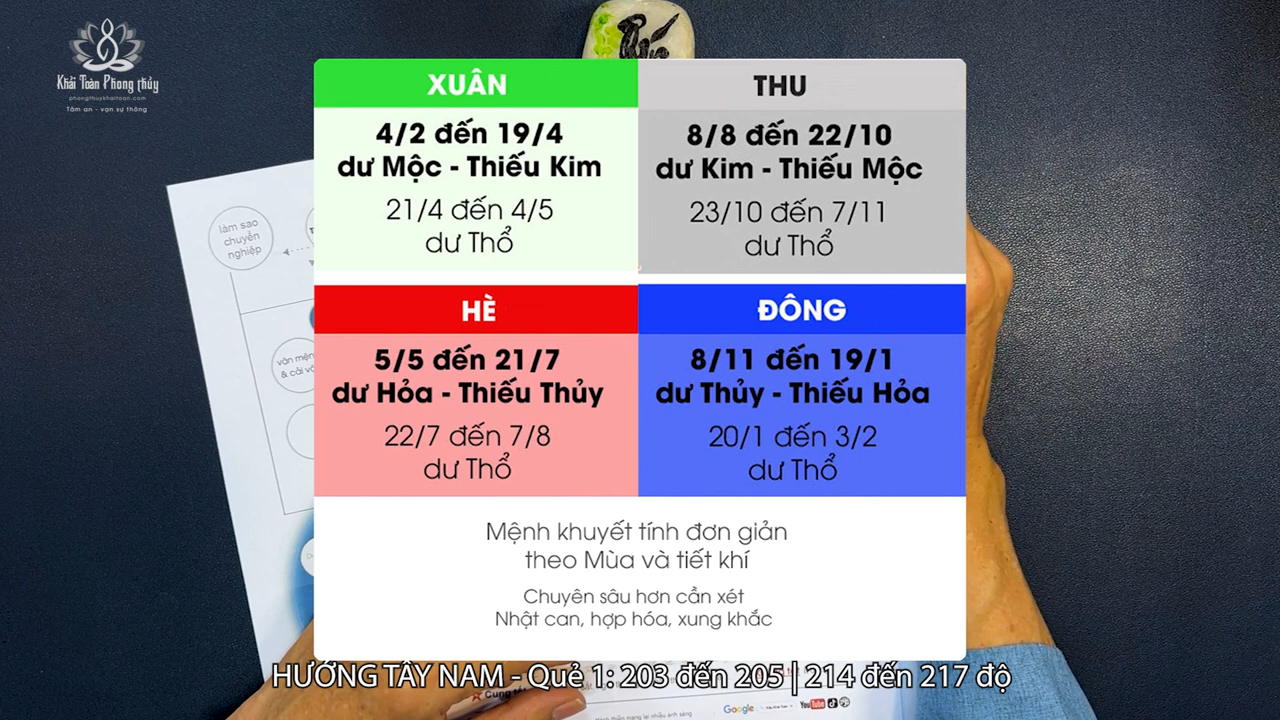 Khải Toàn Phong thủy
phongthuykhaitoan.com
Tâm an - vạn sự thông
XUÂN
4/2 đến 19/4
dư Mộc - Thiếu Kim
21/4 đến 4/5
dư Thổ
THU
8/8 đến 22/10
dư Kim - Thiếu Mộc
23/10 đến 7/11
dư Thổ
HÈ
5/5 đến 21/7
dư Hỏa - Thiếu Thủy
22/7 đến 7/8
dư Thổ
ĐÔNG
8/11 đến 19/1
dư Thủy - Thiếu Hỏa
20/1 đến 3/2
dư Thổ
Mệnh khuyết tính đơn giản
theo Mùa và tiết khí
Chuyên sâu hơn cần xét
Nhật can, hợp hóa, xung khắc
làm sao
chuyên
nghiệp
HƯỚNG TÂY NAM - Quẻ 1: 203 đến 205 | 214 đến 217 độ
Google
YouTube